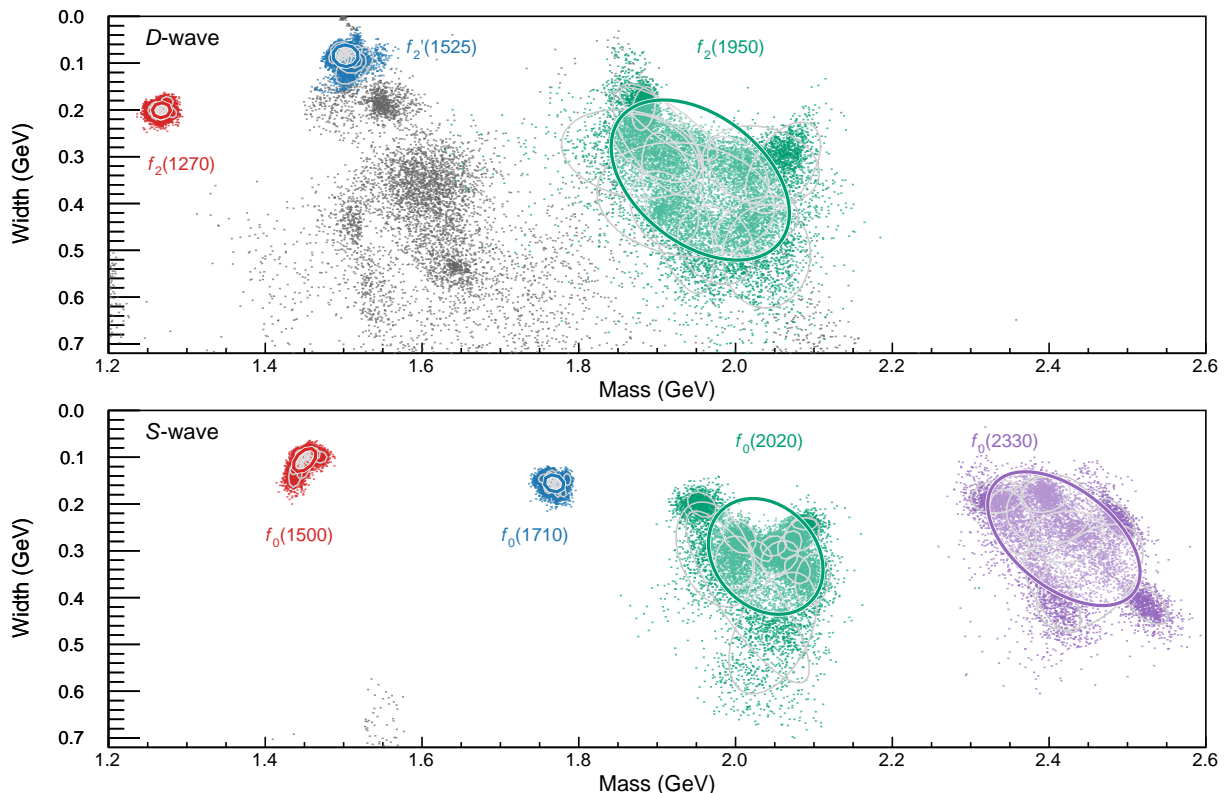 D-wave
f2'(1525)
f2(1950)
f2(1270)
Width (GeV)
0.0
0.1
0.2
0.3
0.4
0.5
0.6
0.7
1.2 1.4 1.6 1.8 2.0 2.2 2.4 2.6
Mass (GeV)
S-wave
f0(2020)
f0(2330)
f0(1500)
f0(1710)
Width (GeV)
0.0
0.1
0.2
0.3
0.4
0.5
0.6
0.7
1.2 1.4 1.6 1.8 2.0 2.2 2.4 2.6
Mass (GeV)